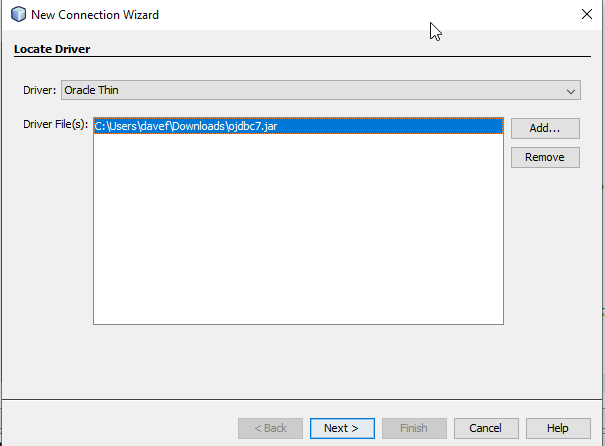 New Connection Wizard
Locate Driver
Driver: Oracle Thin
Driver File(s): C:\Users\davef\Downloads\ojdbc7.jar
Add...
Remove
< Back Next > Finish Cancel Help